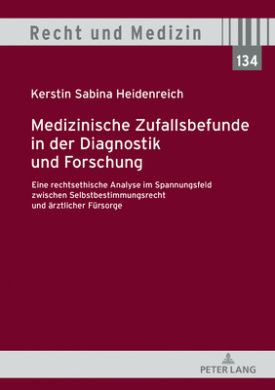 Recht und Medizin
134
Kerstin Sabina Heidenreich
Medizinische Zufallsbefunde
in der Diagnostik
und Forschung
Eine rechtsethische Analyse im Spannungsfeld
zwischen Selbstbestimmungsrecht
und ärztlicher Fürsorge
PETER LANG